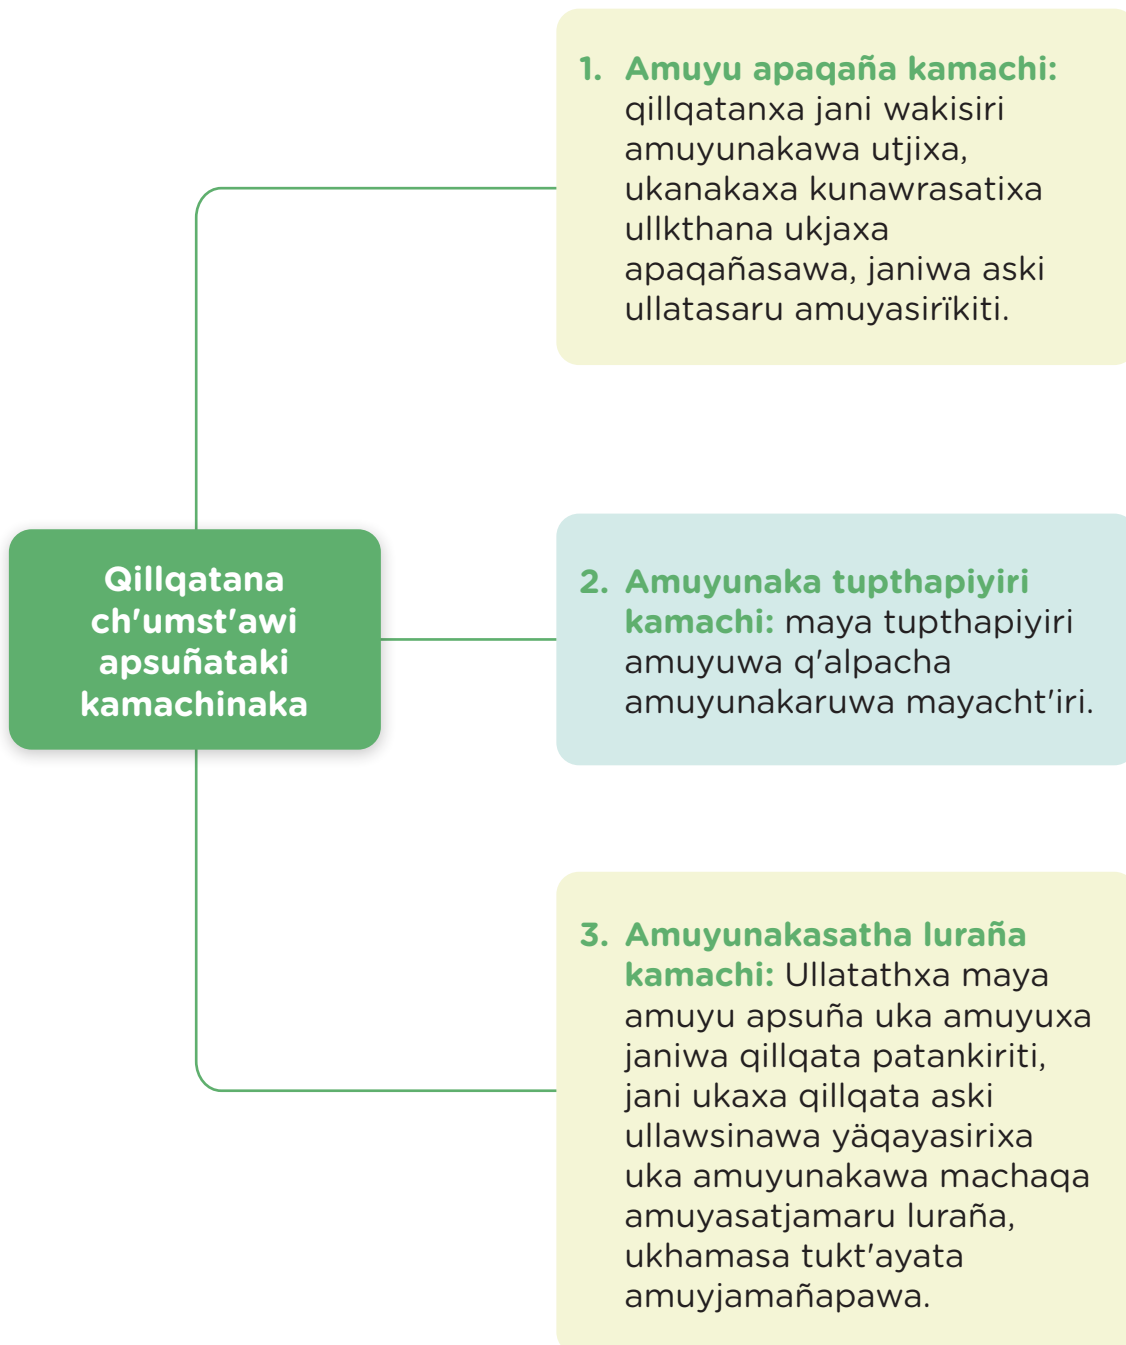 1. Amuyu apaqaña kamachi:
qillqatanxa jani wakisiri
amuyunakawa utjixa,
ukanakaxa kunawrasatixa
ullkthana ukjaxa
apaqañasawa, janiwa aski
ullatasaru amuyasirïkiti.
Qillqatana
ch'umst'awi
apsuñataki
kamachinaka
2. Amuyunaka tupthapiyiri
kamachi: maya tupthapiyiri
amuyuwa q'alpacha
amuyunakaruwa mayacht'iri.
3. Amuyunakasatha luraña
kamachi: Ullatathxa maya
amuyu apsuña uka amuyuxa
janiwa qillqata patankiriti,
jani ukaxa qillqata aski
ullawsinawa yäqayasirixa
uka amuyunakawa machaqa
amuyasatjamaru luraña,
ukhamasa tukt'ayata
amuyjamañapawa.